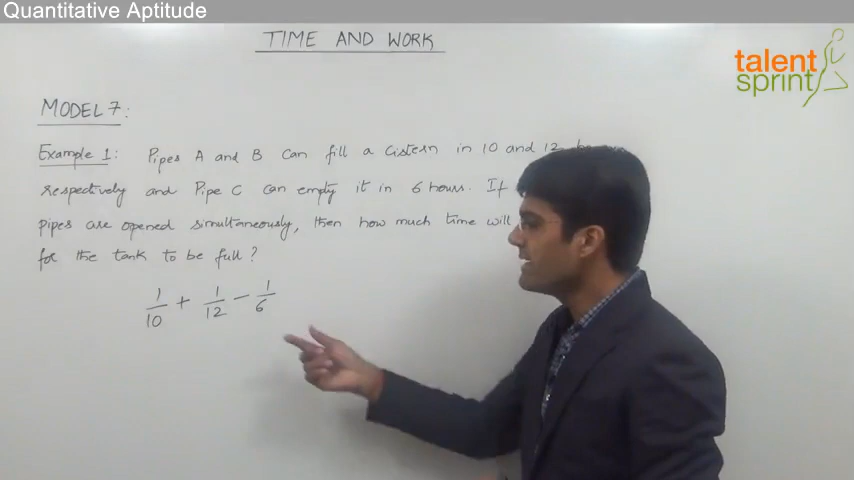 Quantitative Aptitude
TIME AND WORK
talent
sprint
MODEL 7:
Example 1: Pipes A and B can fill a cistern in 10 and 12
respectively and Pipe C can empty it in 6 hours. If
pipes are opened simultaneously, then how much time will
for the tank to be full?
1/10 + 1/12 - 1/6